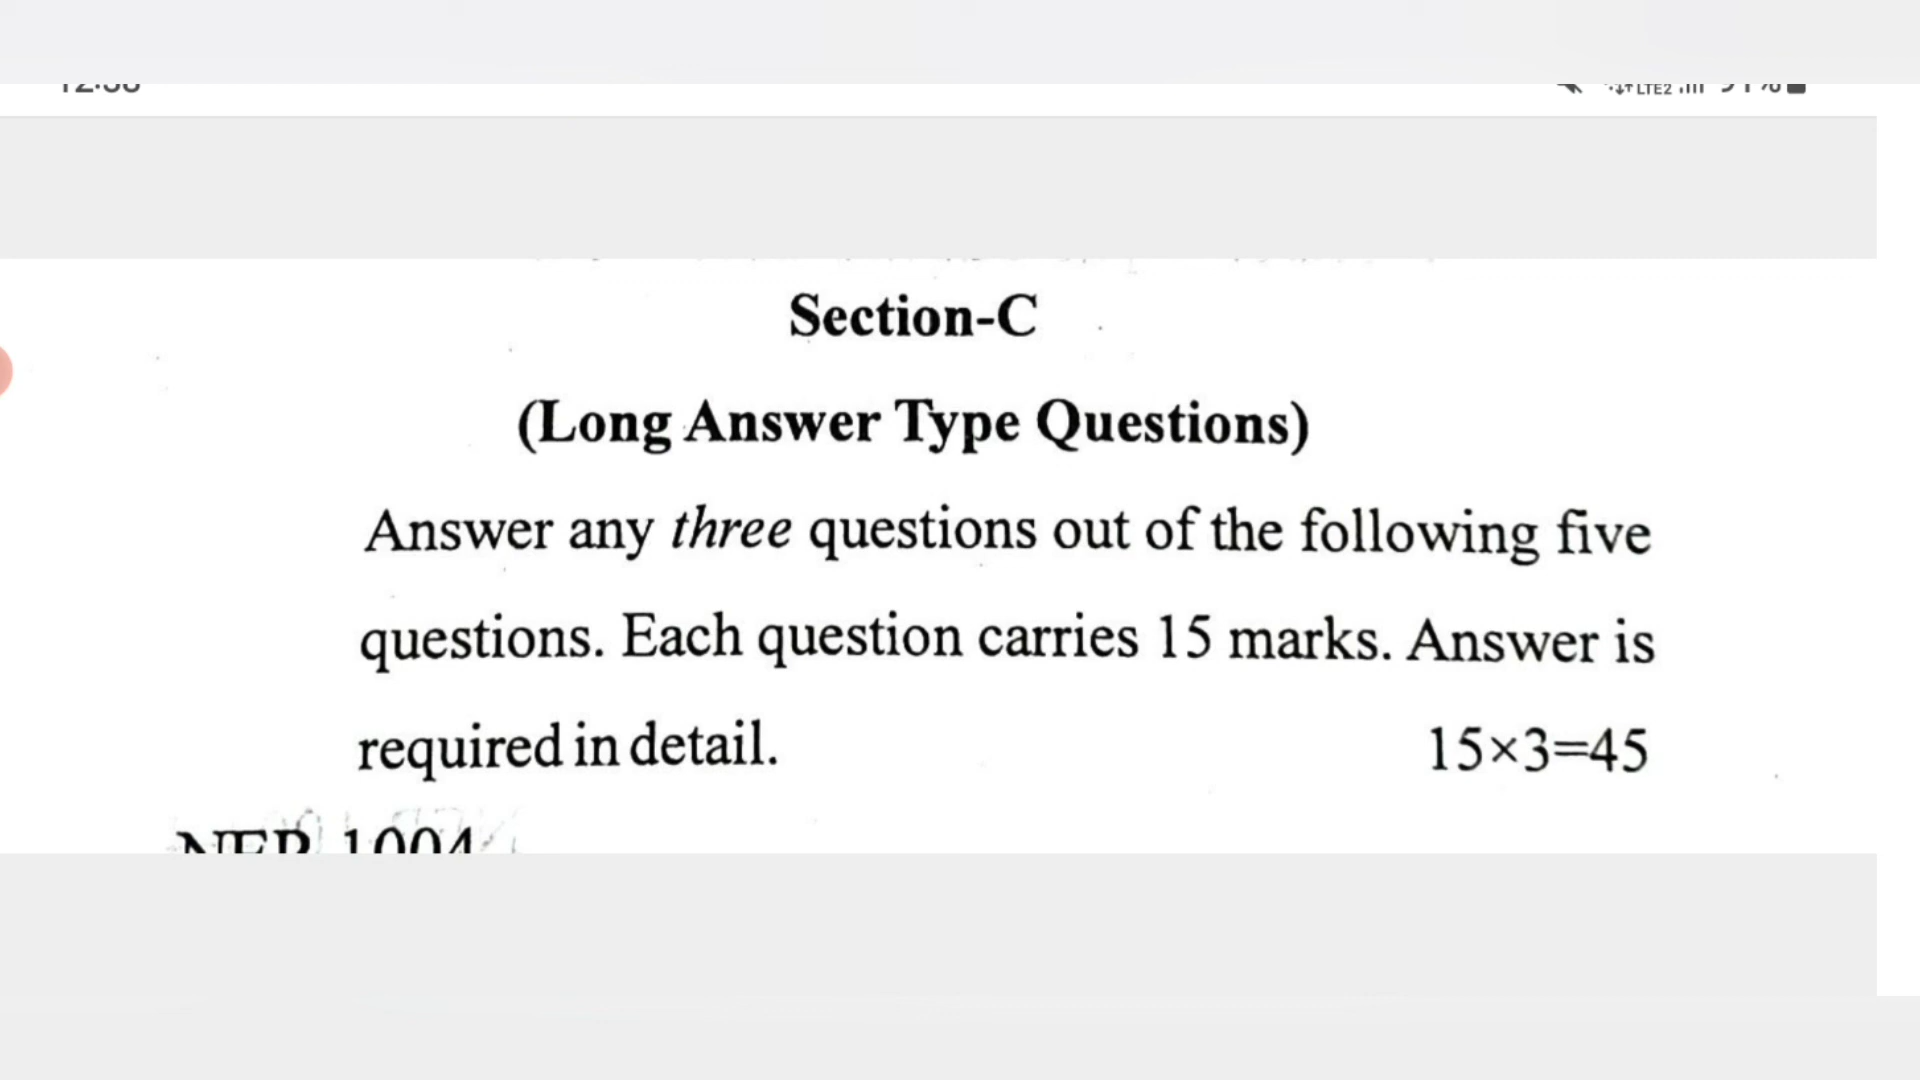 LTE2
Section-C
(Long Answer Type Questions)
Answer any three questions out of the following five
questions. Each question carries 15 marks. Answer is
required in detail.
15×3=45